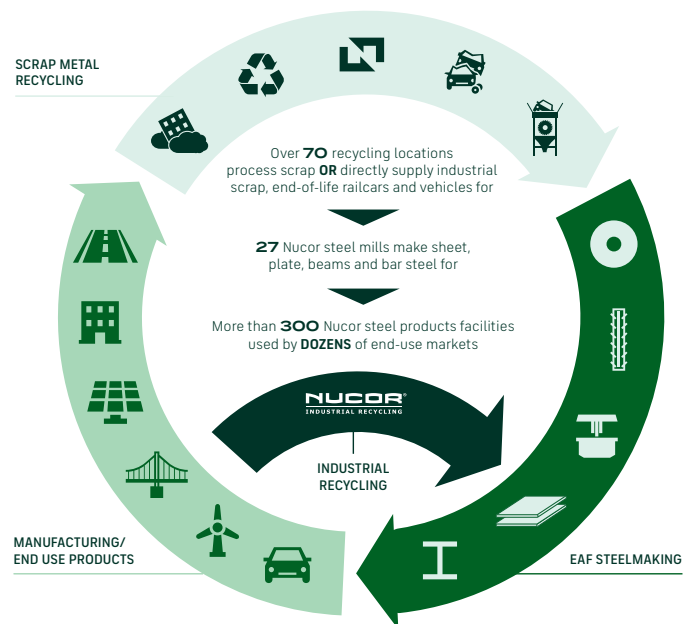 SCRAP METAL
RECYCLING
Over 70 recycling locations
process scrap OR directly supply industrial
scrap, end-of-life railcars and vehicles for
27 Nucor steel mills make sheet,
plate, beams and bar steel for
More than 300 Nucor steel products facilities
used by DOZENS of end-use markets
NUCOR®
INDUSTRIAL RECYCLING
INDUSTRIAL
RECYCLING
MANUFACTURING/
END USE PRODUCTS
EAF STEELMAKING